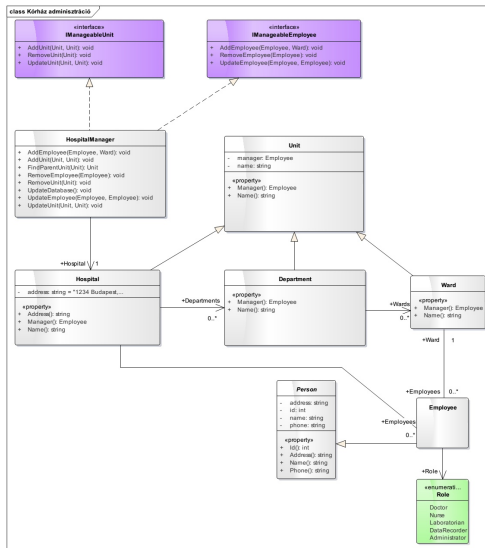 class Kórház adminisztráció
«interface»
IManageableUnit
+ AddUnit(Unit, Unit): void
+ RemoveUnit(Unit): void
+ UpdateUnit(Unit, Unit): void
«interface»
IManageableEmployee
+ AddEmployee(Employee, Ward): void
+ RemoveEmployee(Employee): void
+ UpdateEmployee(Employee, Employee): void
HospitalManager
+ AddEmployee(Employee, Ward): void
+ AddUnit(Unit, Unit): void
+ FindParentUnit(Unit): Unit
+ RemoveEmployee(Employee): void
+ RemoveUnit(Unit): void
+ UpdateDatabase(): void
+ UpdateEmployee(Employee, Employee): void
+ UpdateUnit(Unit, Unit): void
Unit
- manager: Employee
- name: string
«property»
+ Manager(): Employee
+ Name(): string
+Hospital 1
Hospital
- address: string = "1234 Budapest,...
«property»
+ Address(): string
+ Manager(): Employee
+ Name(): string
+Departments
0..*
Department
«property»
+ Manager(): Employee
+ Name(): string
+Wards
0..*
Ward
«property»
+ Manager(): Employee
+ Name(): string
+Ward 1
+Employees 0..*
Person
- address: string
- id: int
- name: string
- phone: string
«property»
+ Id(): int
+ Address(): string
+ Name(): string
+ Phone(): string
+Employees
0..*
Employee
+Role
«enumerati...
Role
Doctor
Nurse
Laboratorian
DataRecorder
Administrator